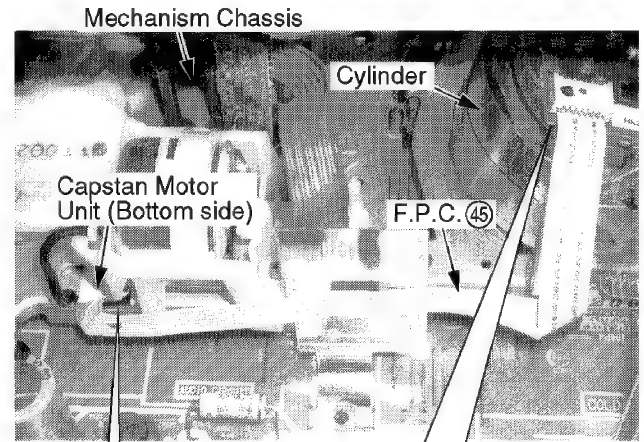 Mechanism Chassis
Cylinder
Capstan Motor
Unit (Bottom side)
F.P.C. ㊺